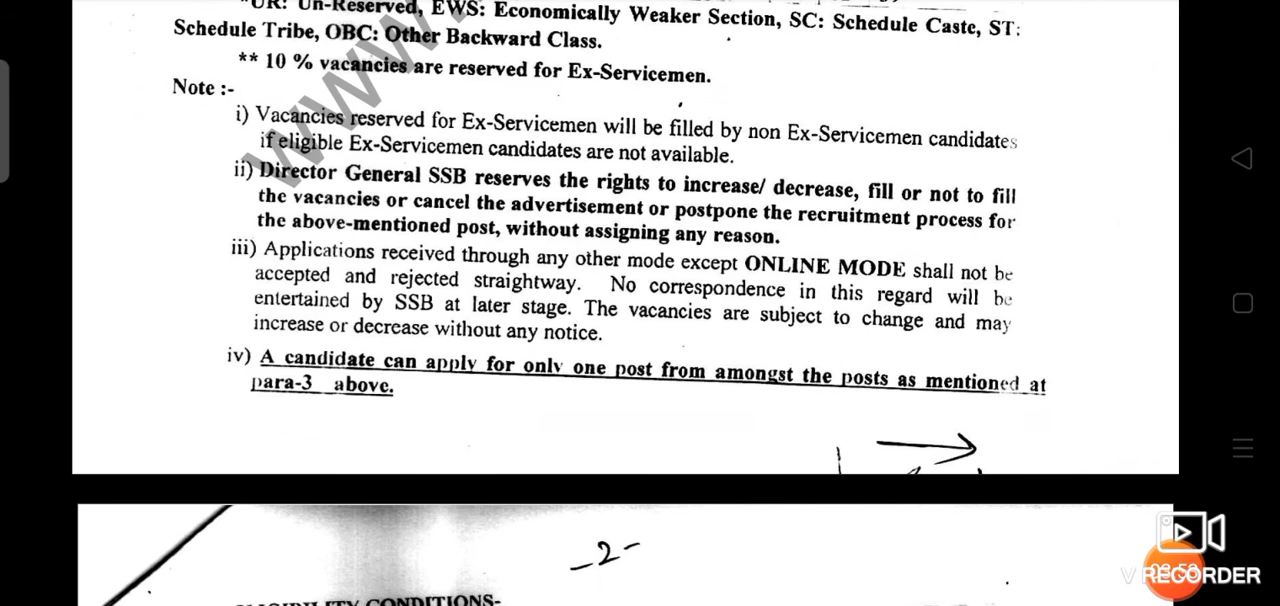 UR: Un-Reserved, EWS: Economically Weaker Section, SC: Schedule Caste, ST:
Schedule Tribe, OBC: Other Backward Class.
** 10 % vacancies are reserved for Ex-Servicemen.
Note :-
i) Vacancies reserved for Ex-Servicemen will be filled by non Ex-Servicemen candidates
if eligible Ex-Servicemen candidates are not available.
ii) Director General SSB reserves the rights to increase/ decrease, fill or not to fill
the vacancies or cancel the advertisement or postpone the recruitment process for
the above-mentioned post, without assigning any reason.
iii) Applications received through any other mode except ONLINE MODE shall not be
accepted and rejected straightway. No correspondence in this regard will be
entertained by SSB at later stage. The vacancies are subject to change and may
increase or decrease without any notice.
iv) A candidate can apply for only one post from amongst the posts as mentioned at
para-3 above.
-2-
CONDITIONS-
www.
V RECORDER